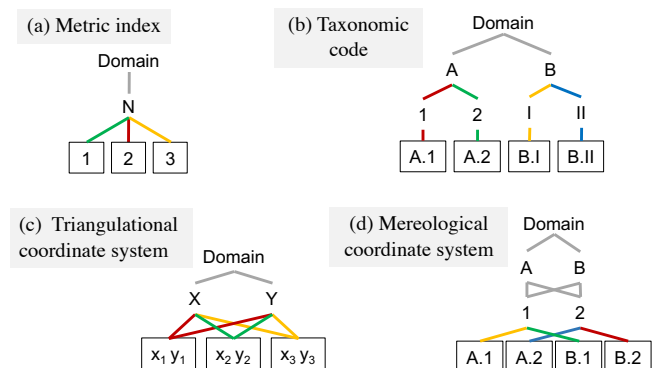 (a) Metric index
Domain
N
1 2 3
(b) Taxonomic
code
Domain
A B
1 2 I II
A.1 A.2 B.I B.II
(c) Triangulational
coordinate system
Domain
X Y
x₁ y₁ x₂ y₂ x₃ y₃
(d) Mereological
coordinate system
Domain
A B
1 2
A.1 A.2 B.1 B.2